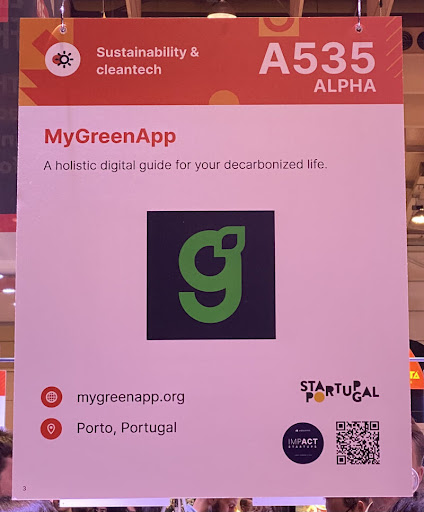 Sustainability &
cleantech
A535
ALPHA
MyGreenApp
A holistic digital guide for your decarbonized life.
g
mygreenapp.org
Porto, Portugal
STARTUP
PORTUGAL
IMPACT
STARTUPS
3